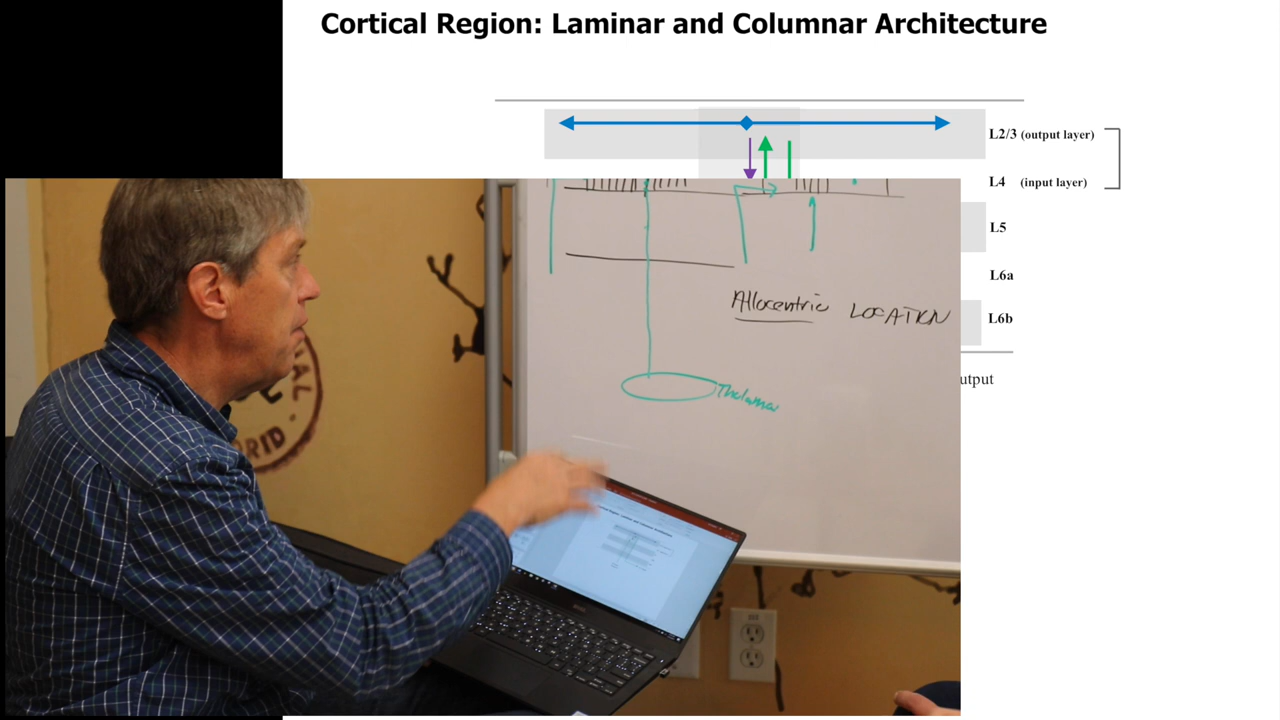 Cortical Region: Laminar and Columnar Architecture
L2/3 (output layer)
L4 (input layer)
L5
L6a
L6b
utput
Allocentric LOCATION
Thalamus
RID